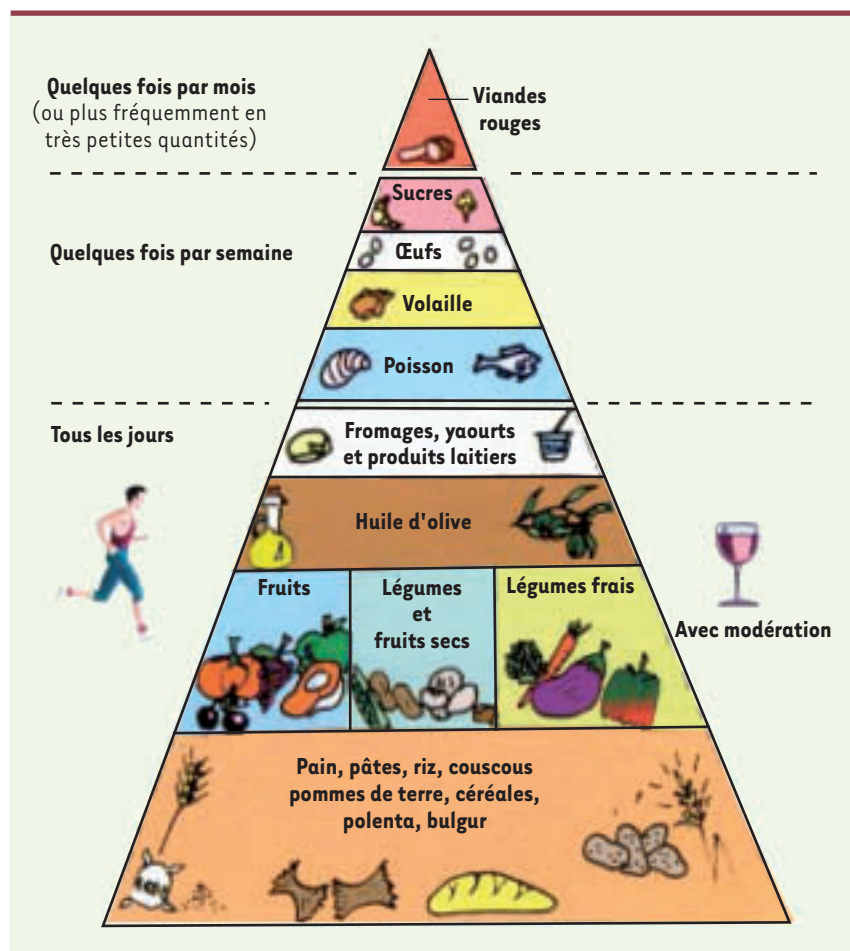 Quelques fois par mois
(ou plus fréquemment en
très petites quantités)
Viandes
rouges
Sucres
Quelques fois par semaine
Œufs
Volaille
Poisson
Tous les jours
Fromages, yaourts
et produits laitiers
Huile d'olive
Fruits
Légumes
et
fruits secs
Légumes frais
Avec modération
Pain, pâtes, riz, couscous
pommes de terre, céréales,
polenta, bulgur